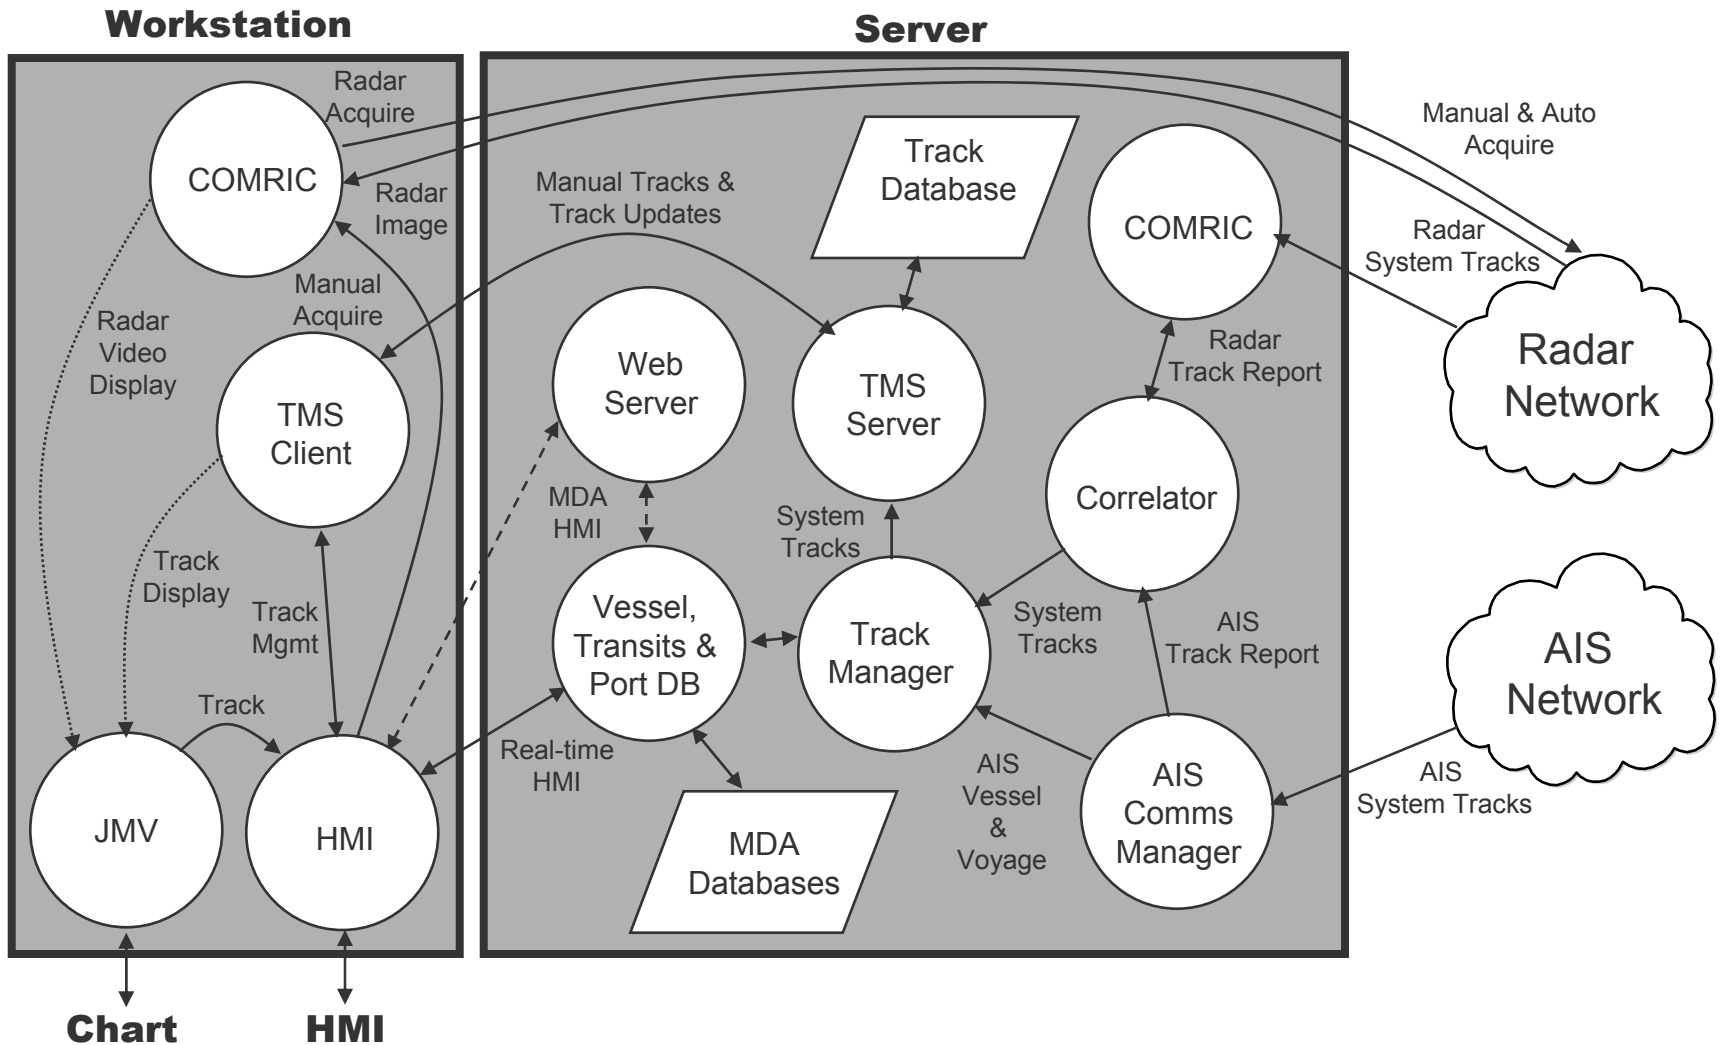 Workstation
Server
Radar
Acquire
COMRIC
Radar
Image
Manual
Acquire
Radar
Video
Display
TMS
Client
Track
Display
Track
Mgmt
Track
JMV
HMI
Chart
HMI
Manual Tracks &
Track Updates
Track
Database
COMRIC
Web
Server
TMS
Server
Radar
Track Report
MDA
HMI
System
Tracks
Correlator
Vessel,
Transits &
Port DB
Track
Manager
System
Tracks
AIS
Track Report
Real-time
HMI
MDA
Databases
AIS
Vessel
&
Voyage
AIS
Comms
Manager
Manual & Auto
Acquire
Radar
System Tracks
Radar
Network
AIS
Network
AIS
System Tracks